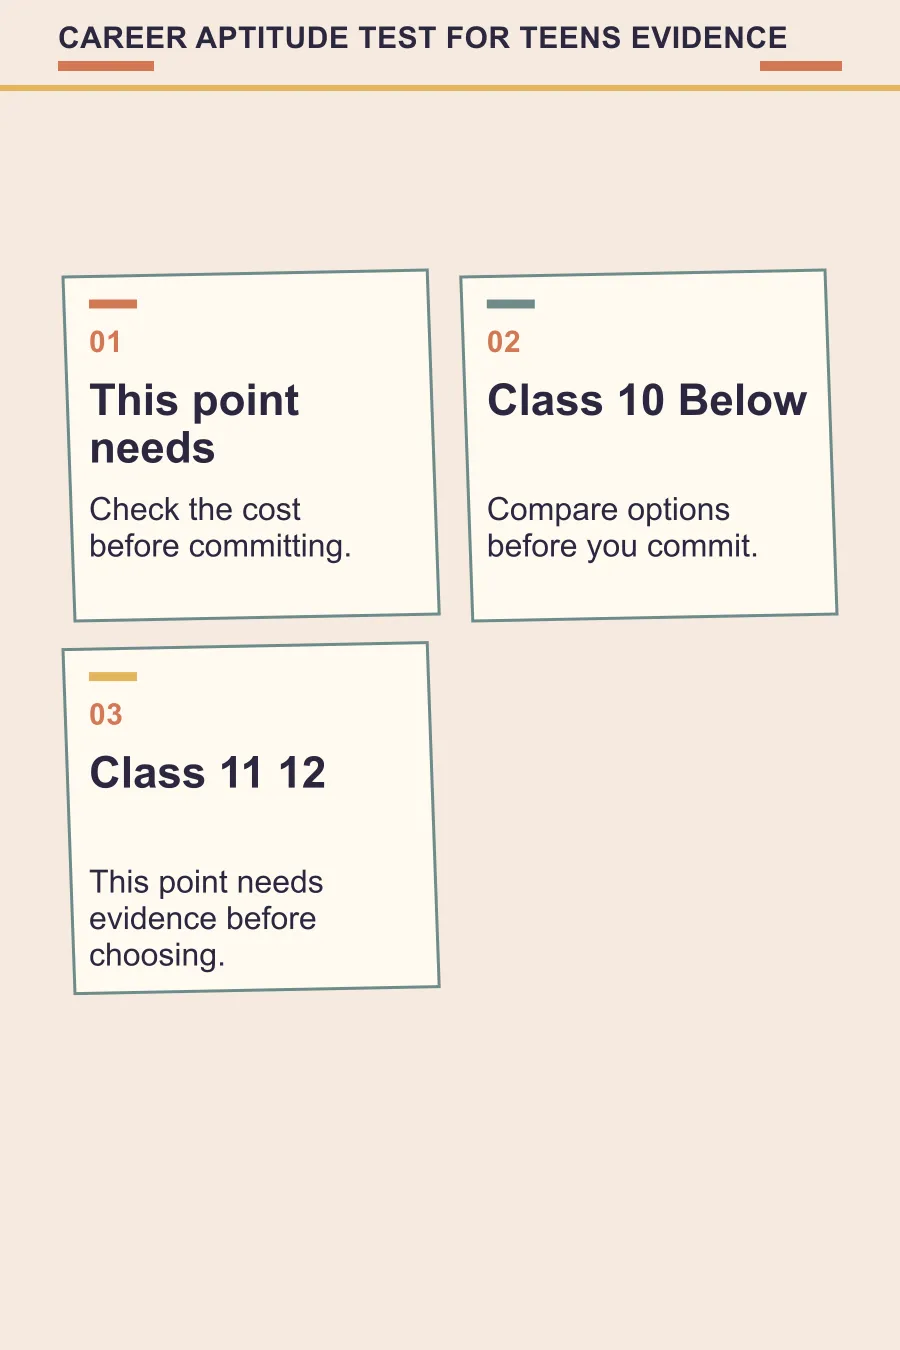 CAREER APTITUDE TEST FOR TEENS EVIDENCE
01
This point
needs
Check the cost
before committing.
02
Class 10 Below
Compare options
before you commit.
03
Class 11 12
This point needs
evidence before
choosing.